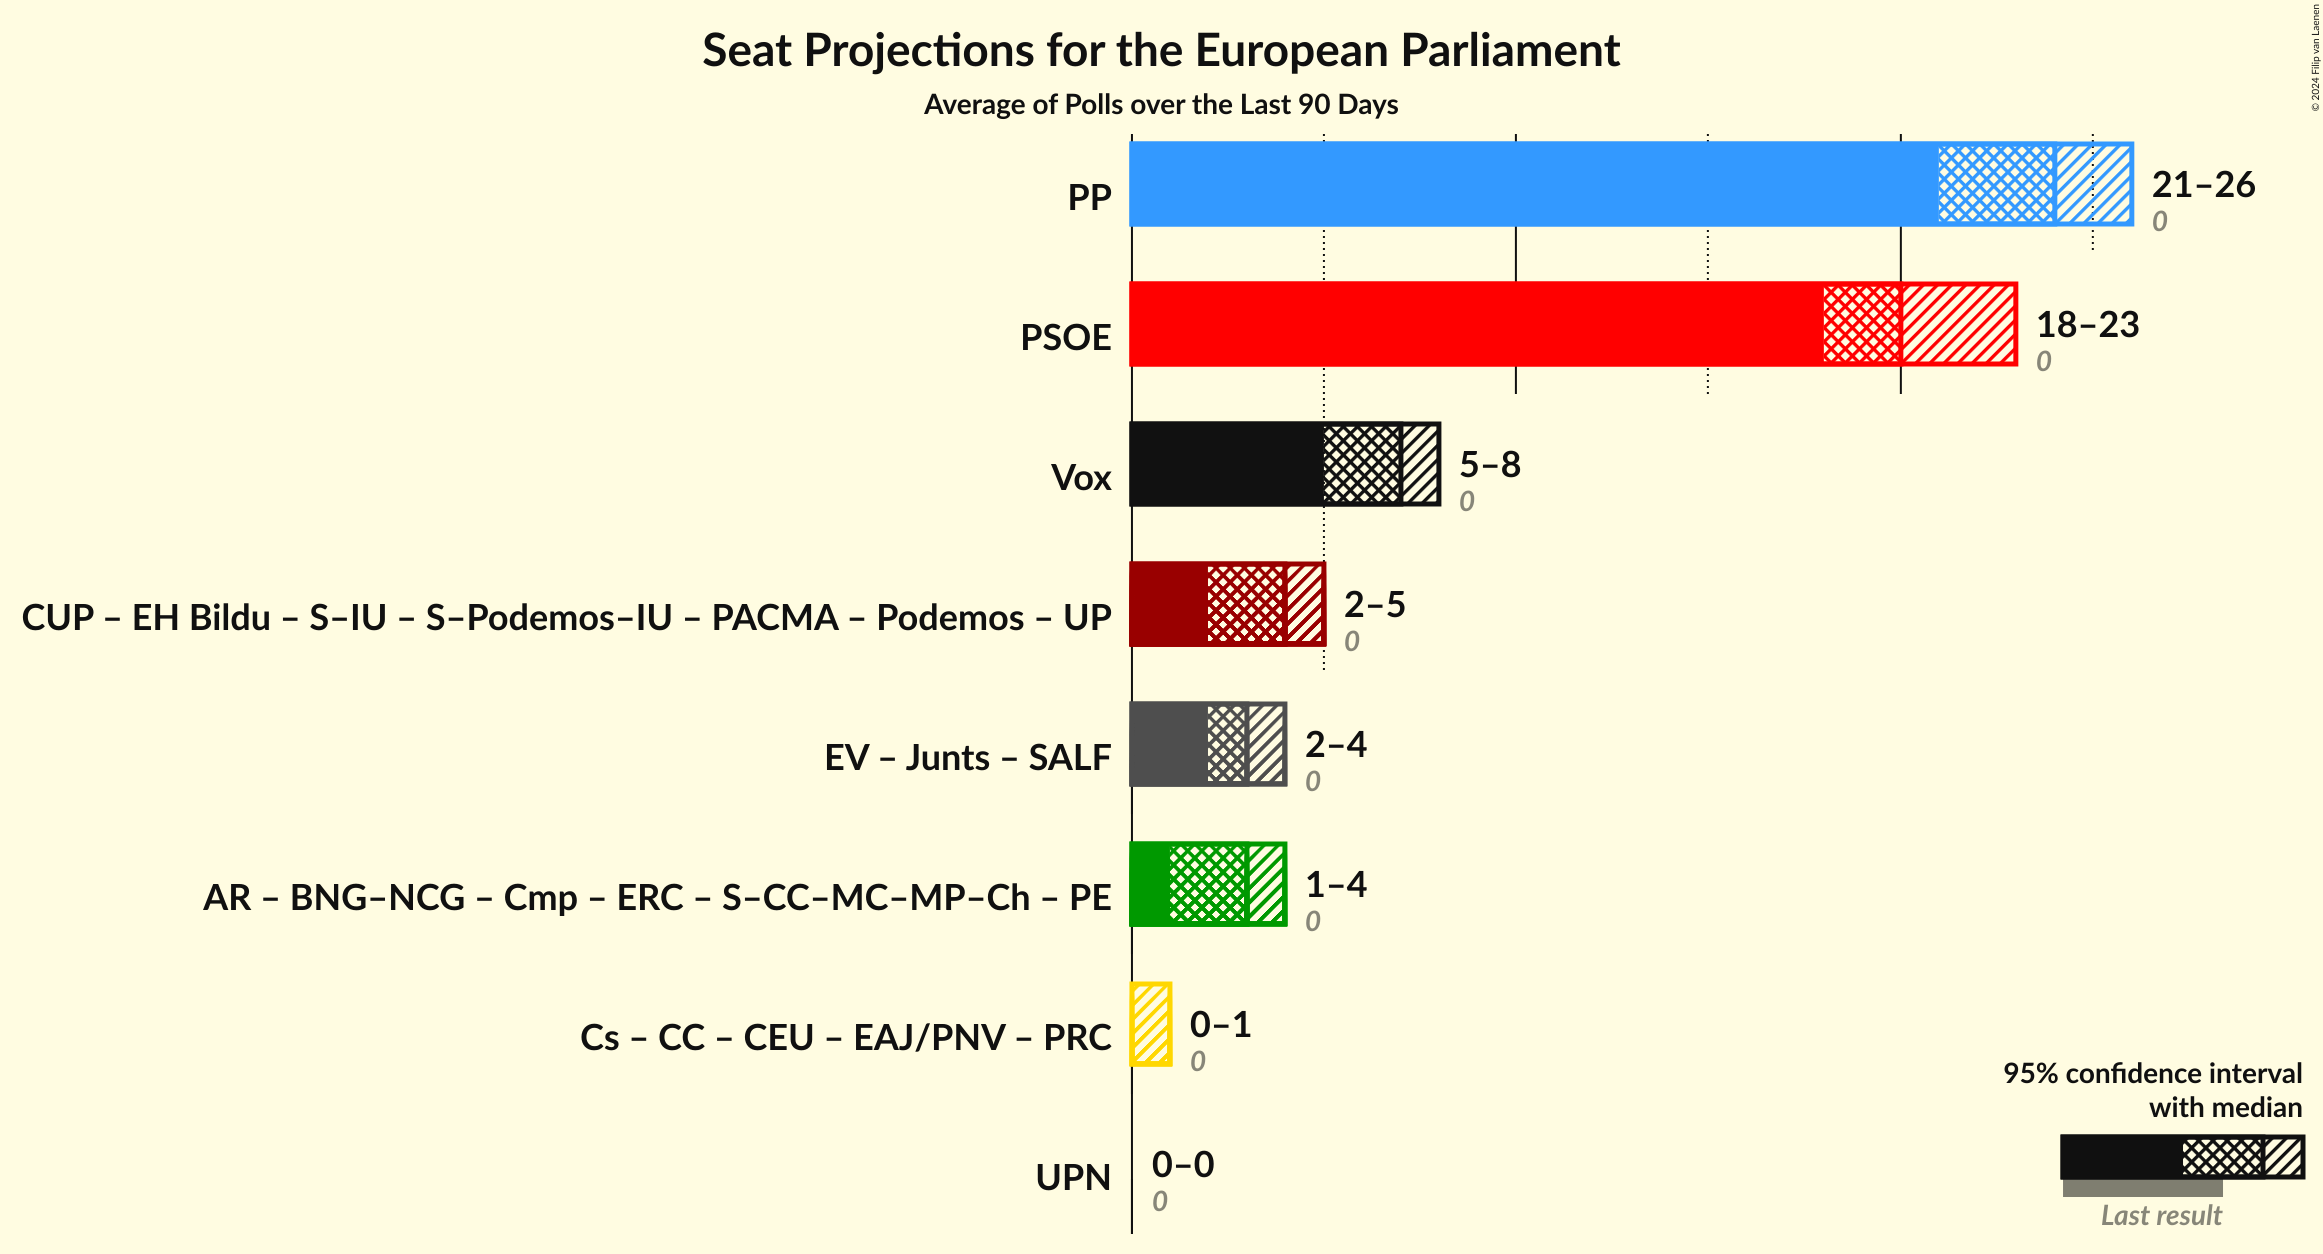 Seat Projections for the European Parliament
Average of Polls over the Last 90 Days
© 2024 Filip van Laenen
PP
21–26
0
PSOE
18–23
0
Vox
5–8
0
CUP – EH Bildu – S–IU – S–Podemos–IU – PACMA – Podemos – UP
2–5
0
EV – Junts – SALF
2–4
0
AR – BNG–NCG – Cmp – ERC – S–CC–MC–MP–Ch – PE
1–4
0
Cs – CC – CEU – EAJ/PNV – PRC
0–1
0
UPN
0–0
0
95% confidence interval
with median
Last result